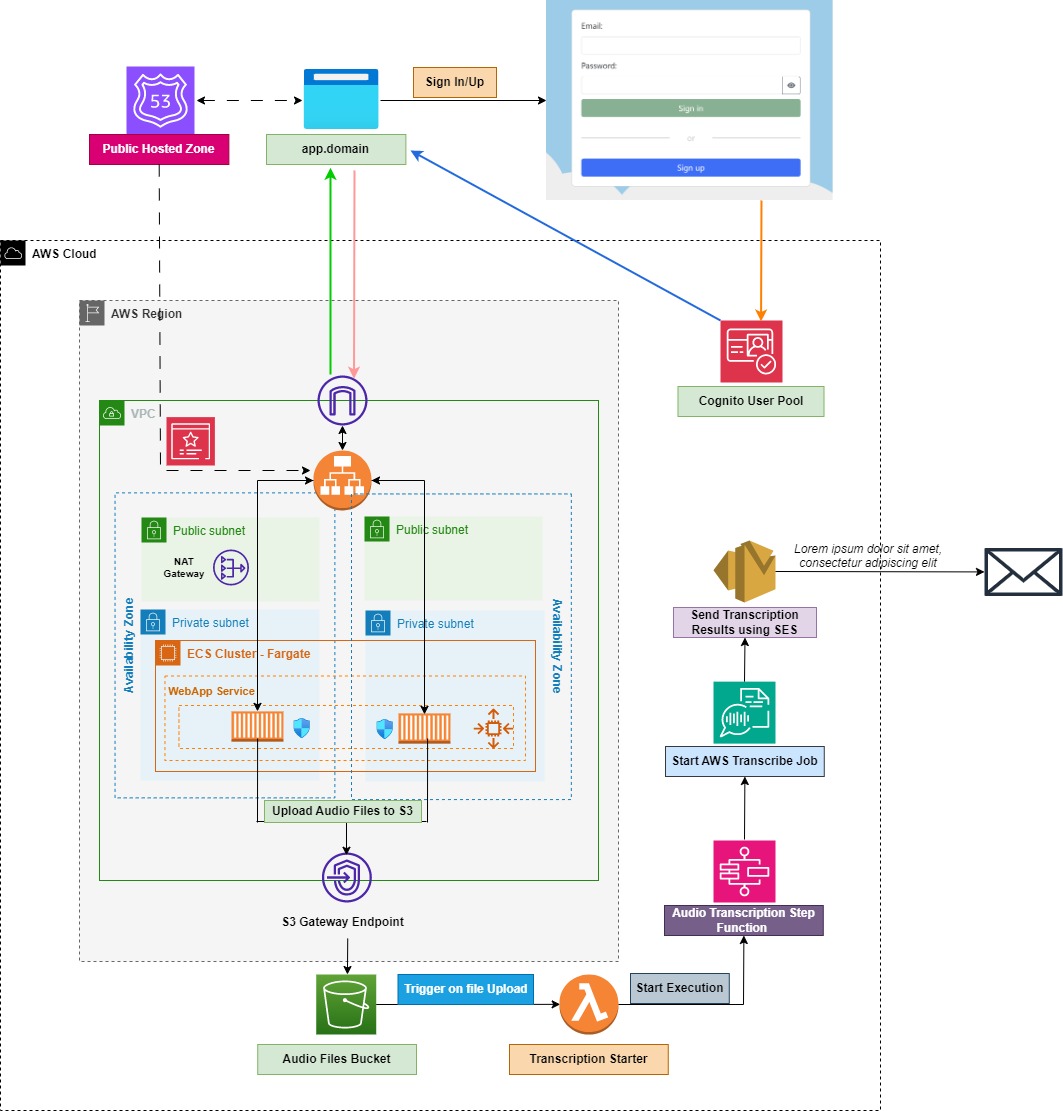 Email:
Password:
Sign in
or
Sign up
53
Sign In/Up
Public Hosted Zone
app.domain
AWS Cloud
AWS Region
VPC
Cognito User Pool
Public subnet
Public subnet
NAT
Gateway
Private subnet
Private subnet
Availability Zone
Availability Zone
ECS Cluster - Fargate
WebApp Service
Upload Audio Files to S3
S3 Gateway Endpoint
Lorem ipsum dolor sit amet,
consectetur adipiscing elit
Send Transcription
Results using SES
Start AWS Transcribe Job
Audio Transcription Step
Function
Trigger on file Upload
Start Execution
Audio Files Bucket
Transcription Starter